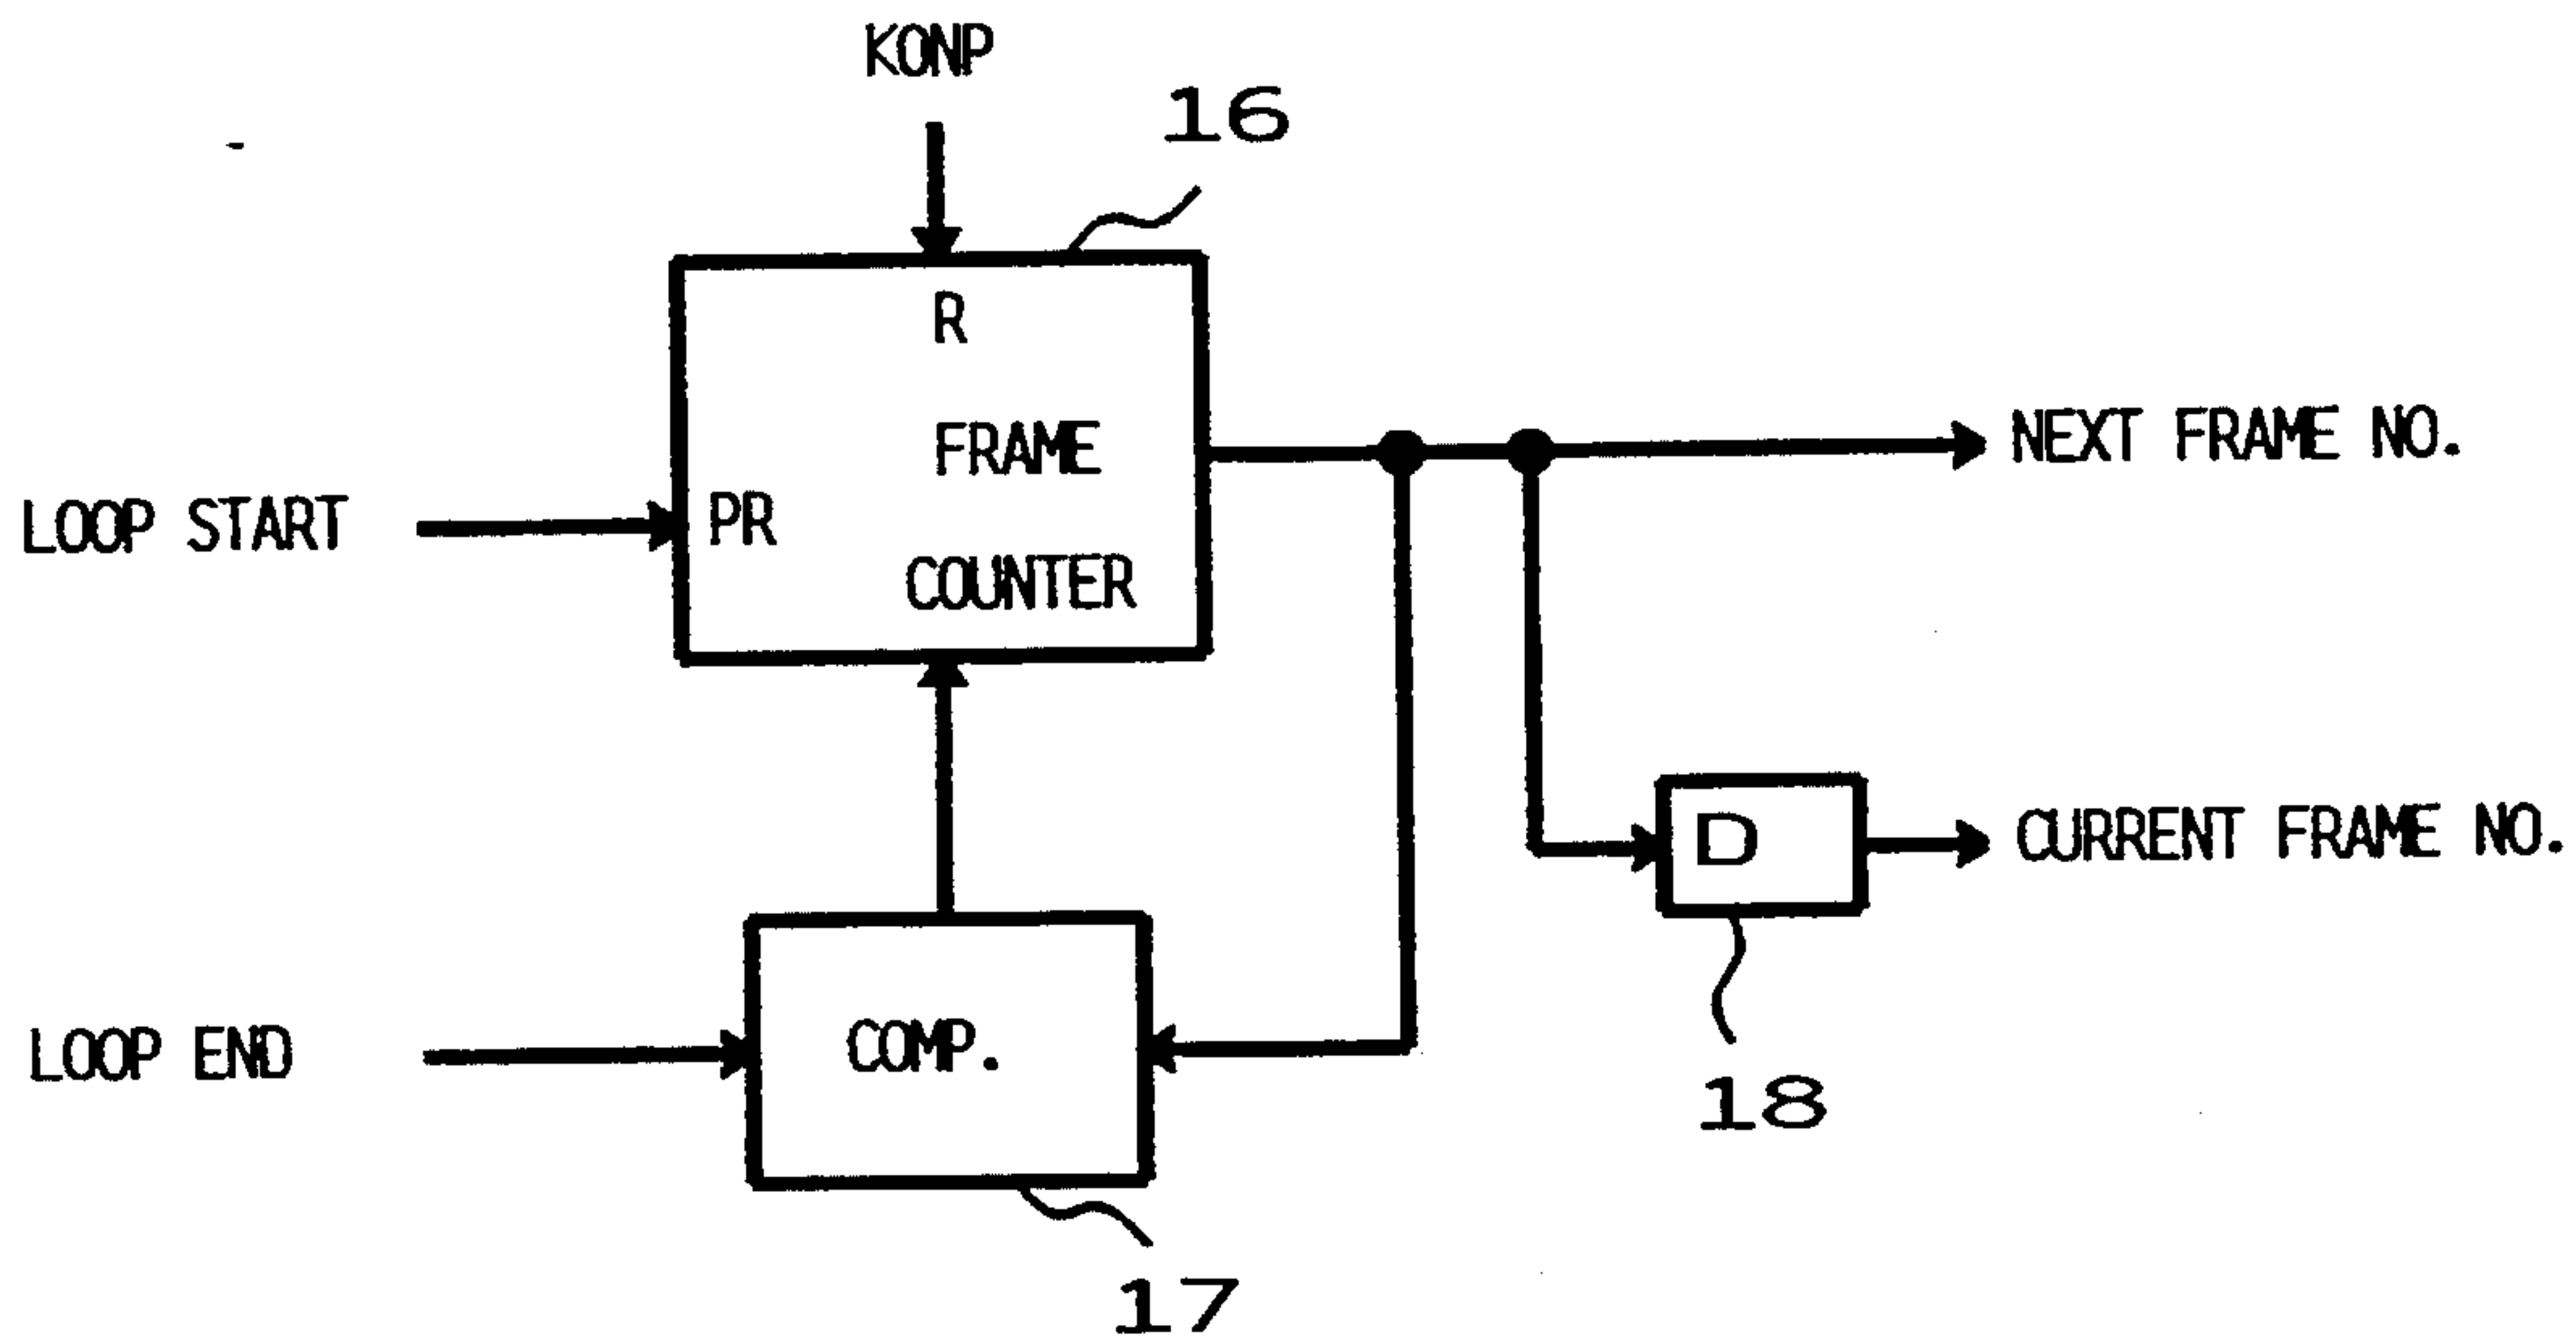 KONP
16
R
FRAME
COUNTER
PR
LOOP START
NEXT FRAME NO.
D
CURRENT FRAME NO.
18
LOOP END
COMP.
17